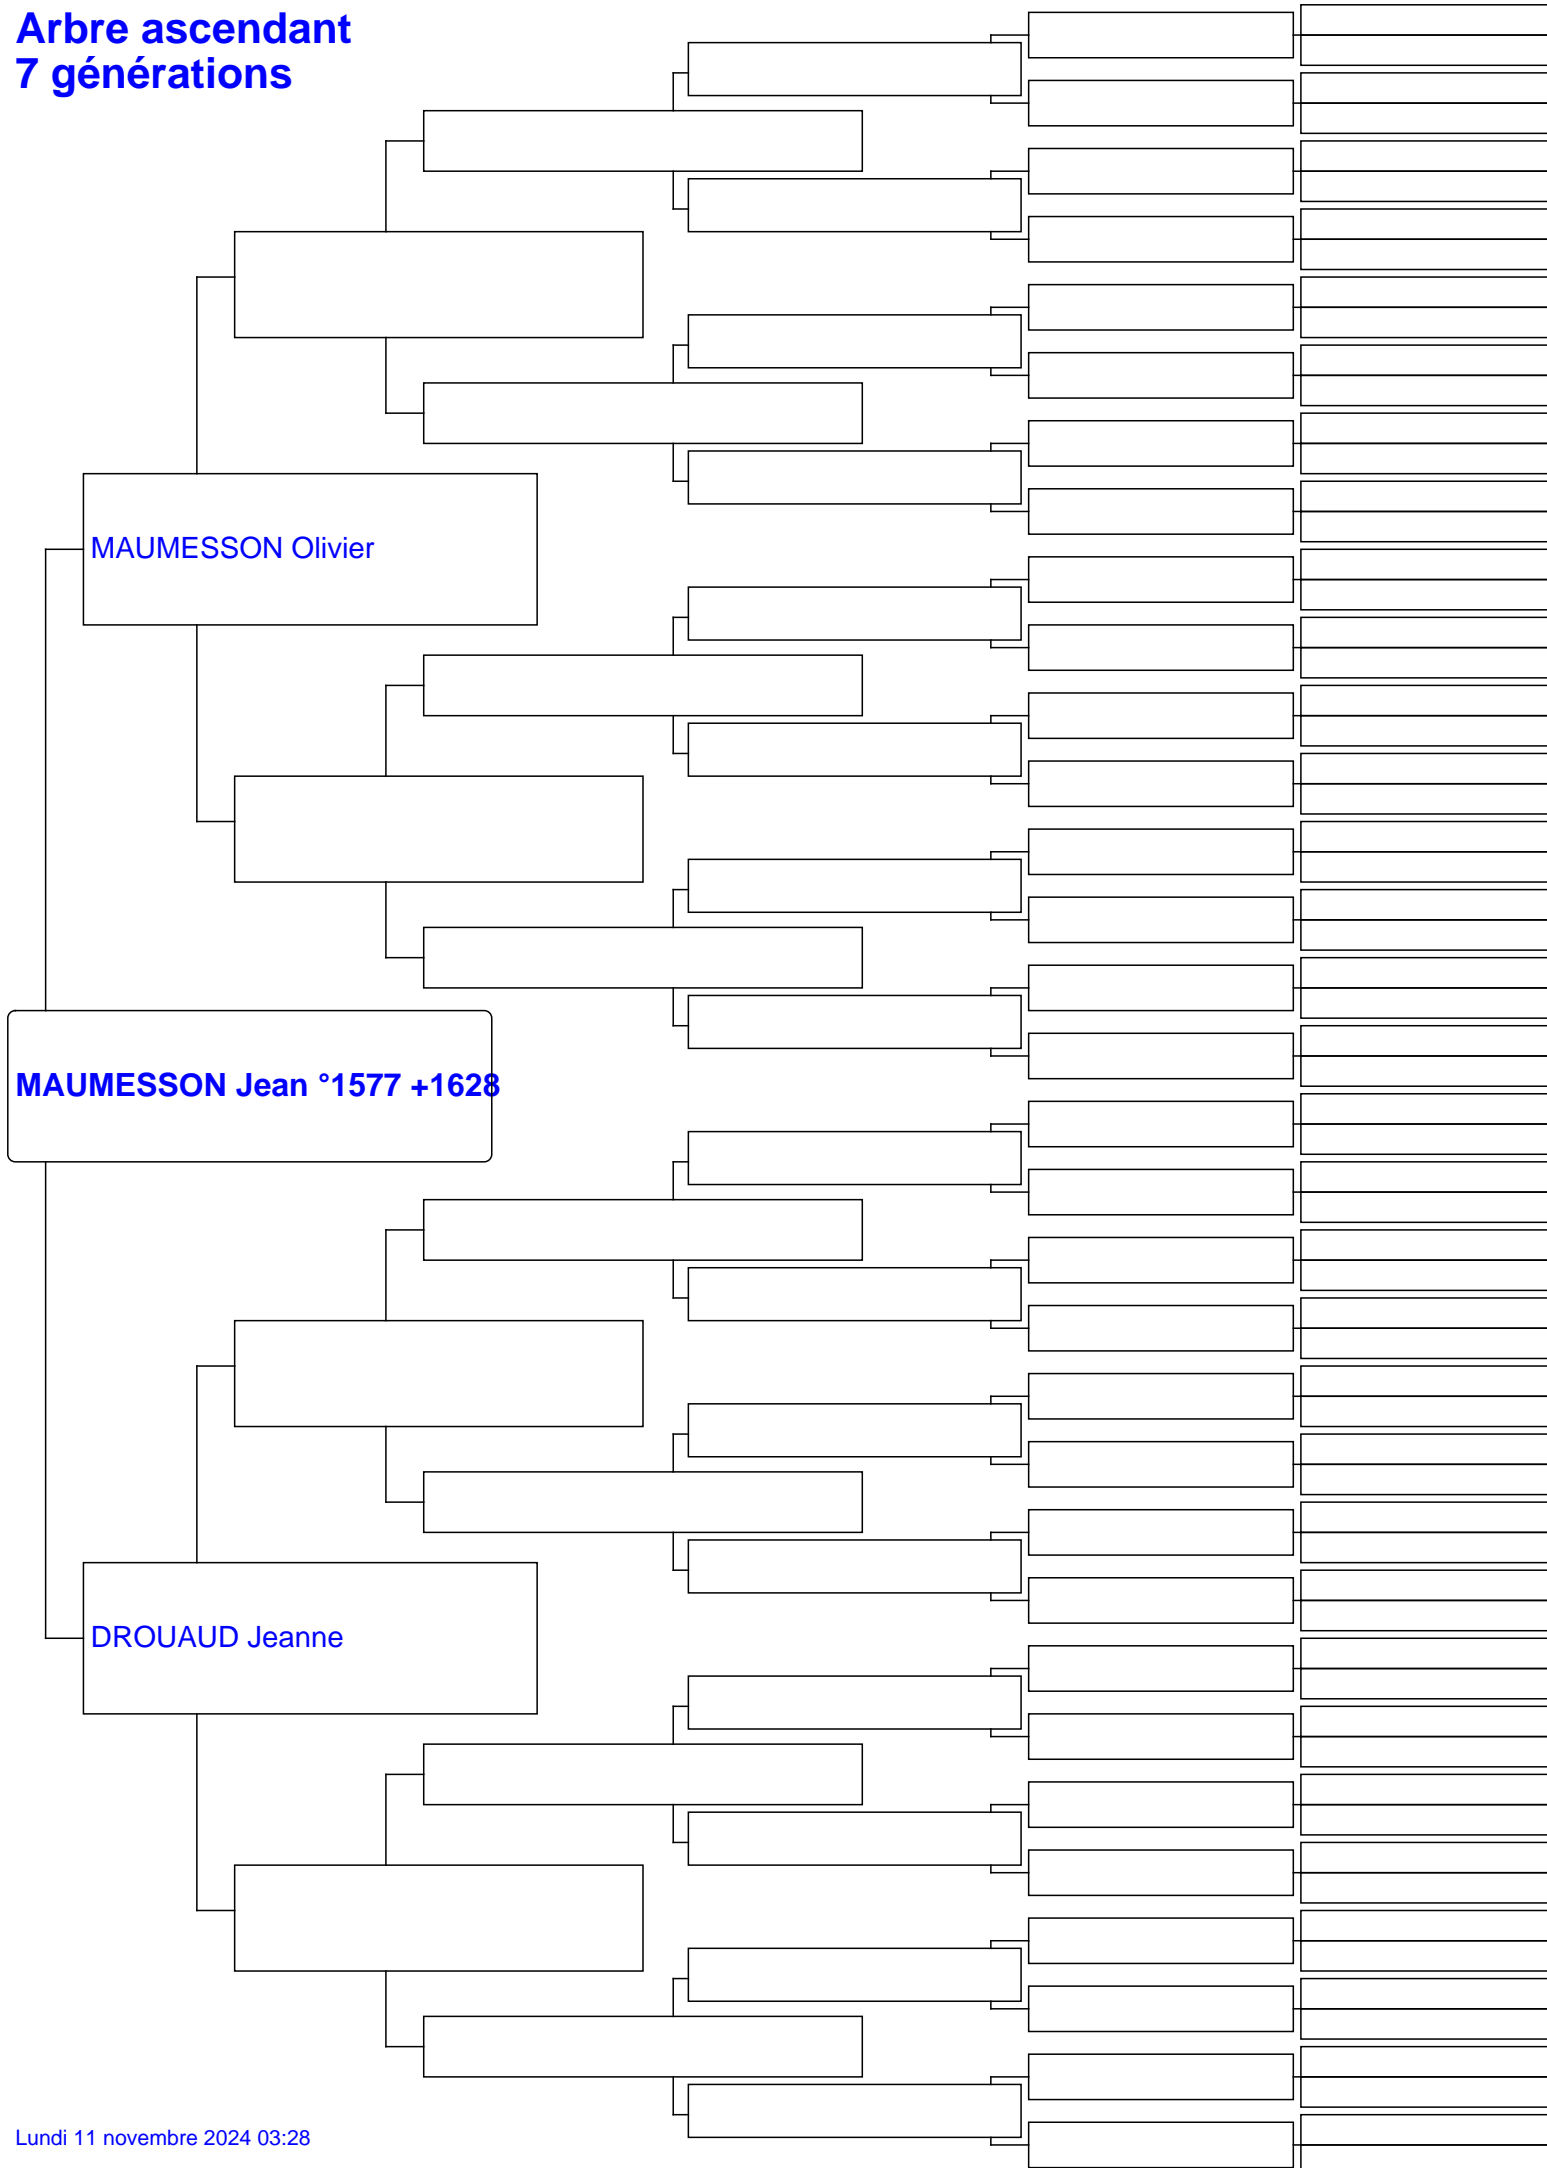 Arbre ascendant
7 générations
MAUMESSON Olivier
MAUMESSON Jean °1577 +1628
DROUAUD Jeanne
Lundi 11 novembre 2024 03:28